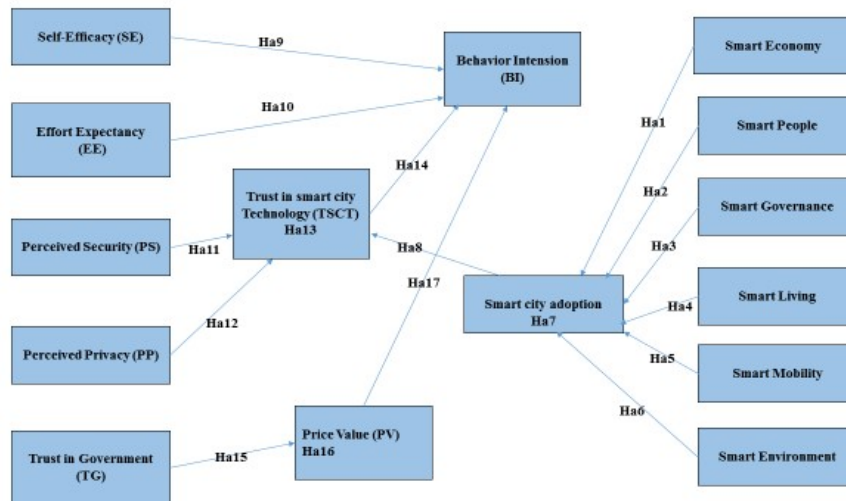 Self-Efficacy (SE)
Ha9
Behavior Intension
(BI)
Smart Economy
Effort Expectancy
(EE)
Ha10
Ha1
Smart People
Ha14
Trust in smart city
Technology (TSCT)
Ha13
Ha2
Smart Governance
Perceived Security (PS)
Ha11
Ha8
Ha3
Ha17
Smart city adoption
Ha7
Smart Living
Ha4
Perceived Privacy (PP)
Ha12
Ha5
Smart Mobility
Ha6
Trust in Government
(TG)
Ha15
Price Value (PV)
Ha16
Smart Environment